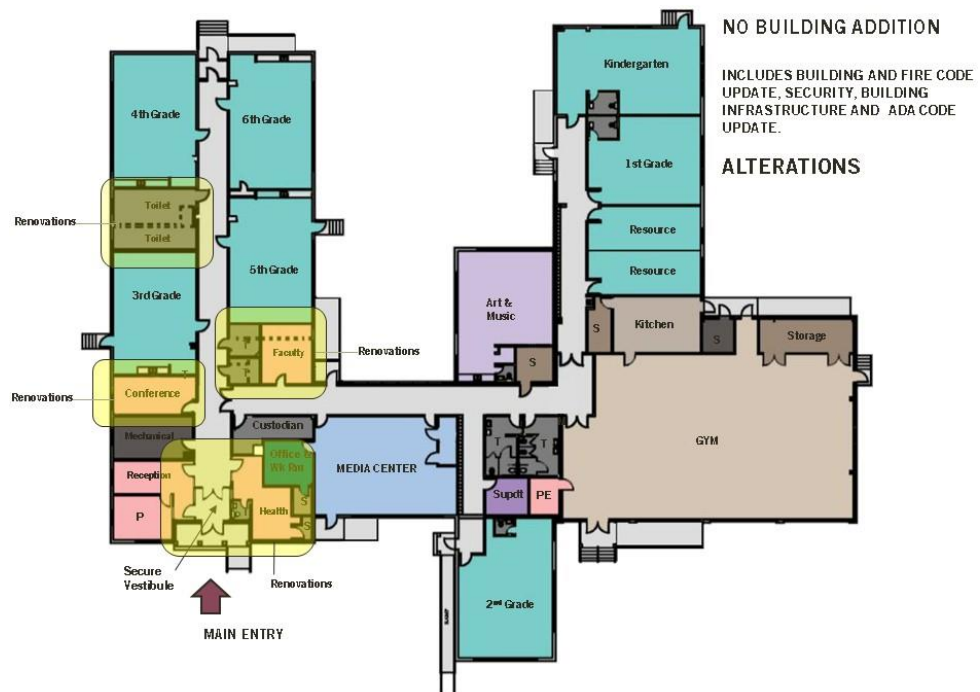 NO BUILDING ADDITION
INCLUDES BUILDING AND FIRE CODE
UPDATE, SECURITY, BUILDING
INFRASTRUCTURE AND ADA CODE
UPDATE.
ALTERATIONS
Kindergarten
4th Grade
6th Grade
1st Grade
Toilet
Renovations
Toilet
Resource
Resource
5th Grade
3rd Grade
Art &
Music
Kitchen
S
S
Storage
T
Faculty
Renovations
T
S
T
Conference
Renovations
Custodian
Mechanical
Office &
Wk Rm
MEDIA CENTER
T
T
GYM
Reception
Supdt
PE
P
Health
S
S
Secure
Vestibule
Renovations
2nd Grade
MAIN ENTRY